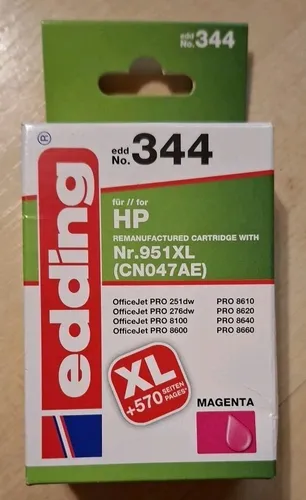 edd No. 344
edding®
edd No. 344
für // for
HP
REMANUFACTURED CARTRIDGE WITH
Nr.951XL
(CN047AE)
OfficeJet PRO 251dw PRO 8610
OfficeJet PRO 276dw PRO 8620
OfficeJet PRO 8100 PRO 8640
OfficeJet PRO 8600 PRO 8660
XL
+570 SEITEN PAGES*
MAGENTA